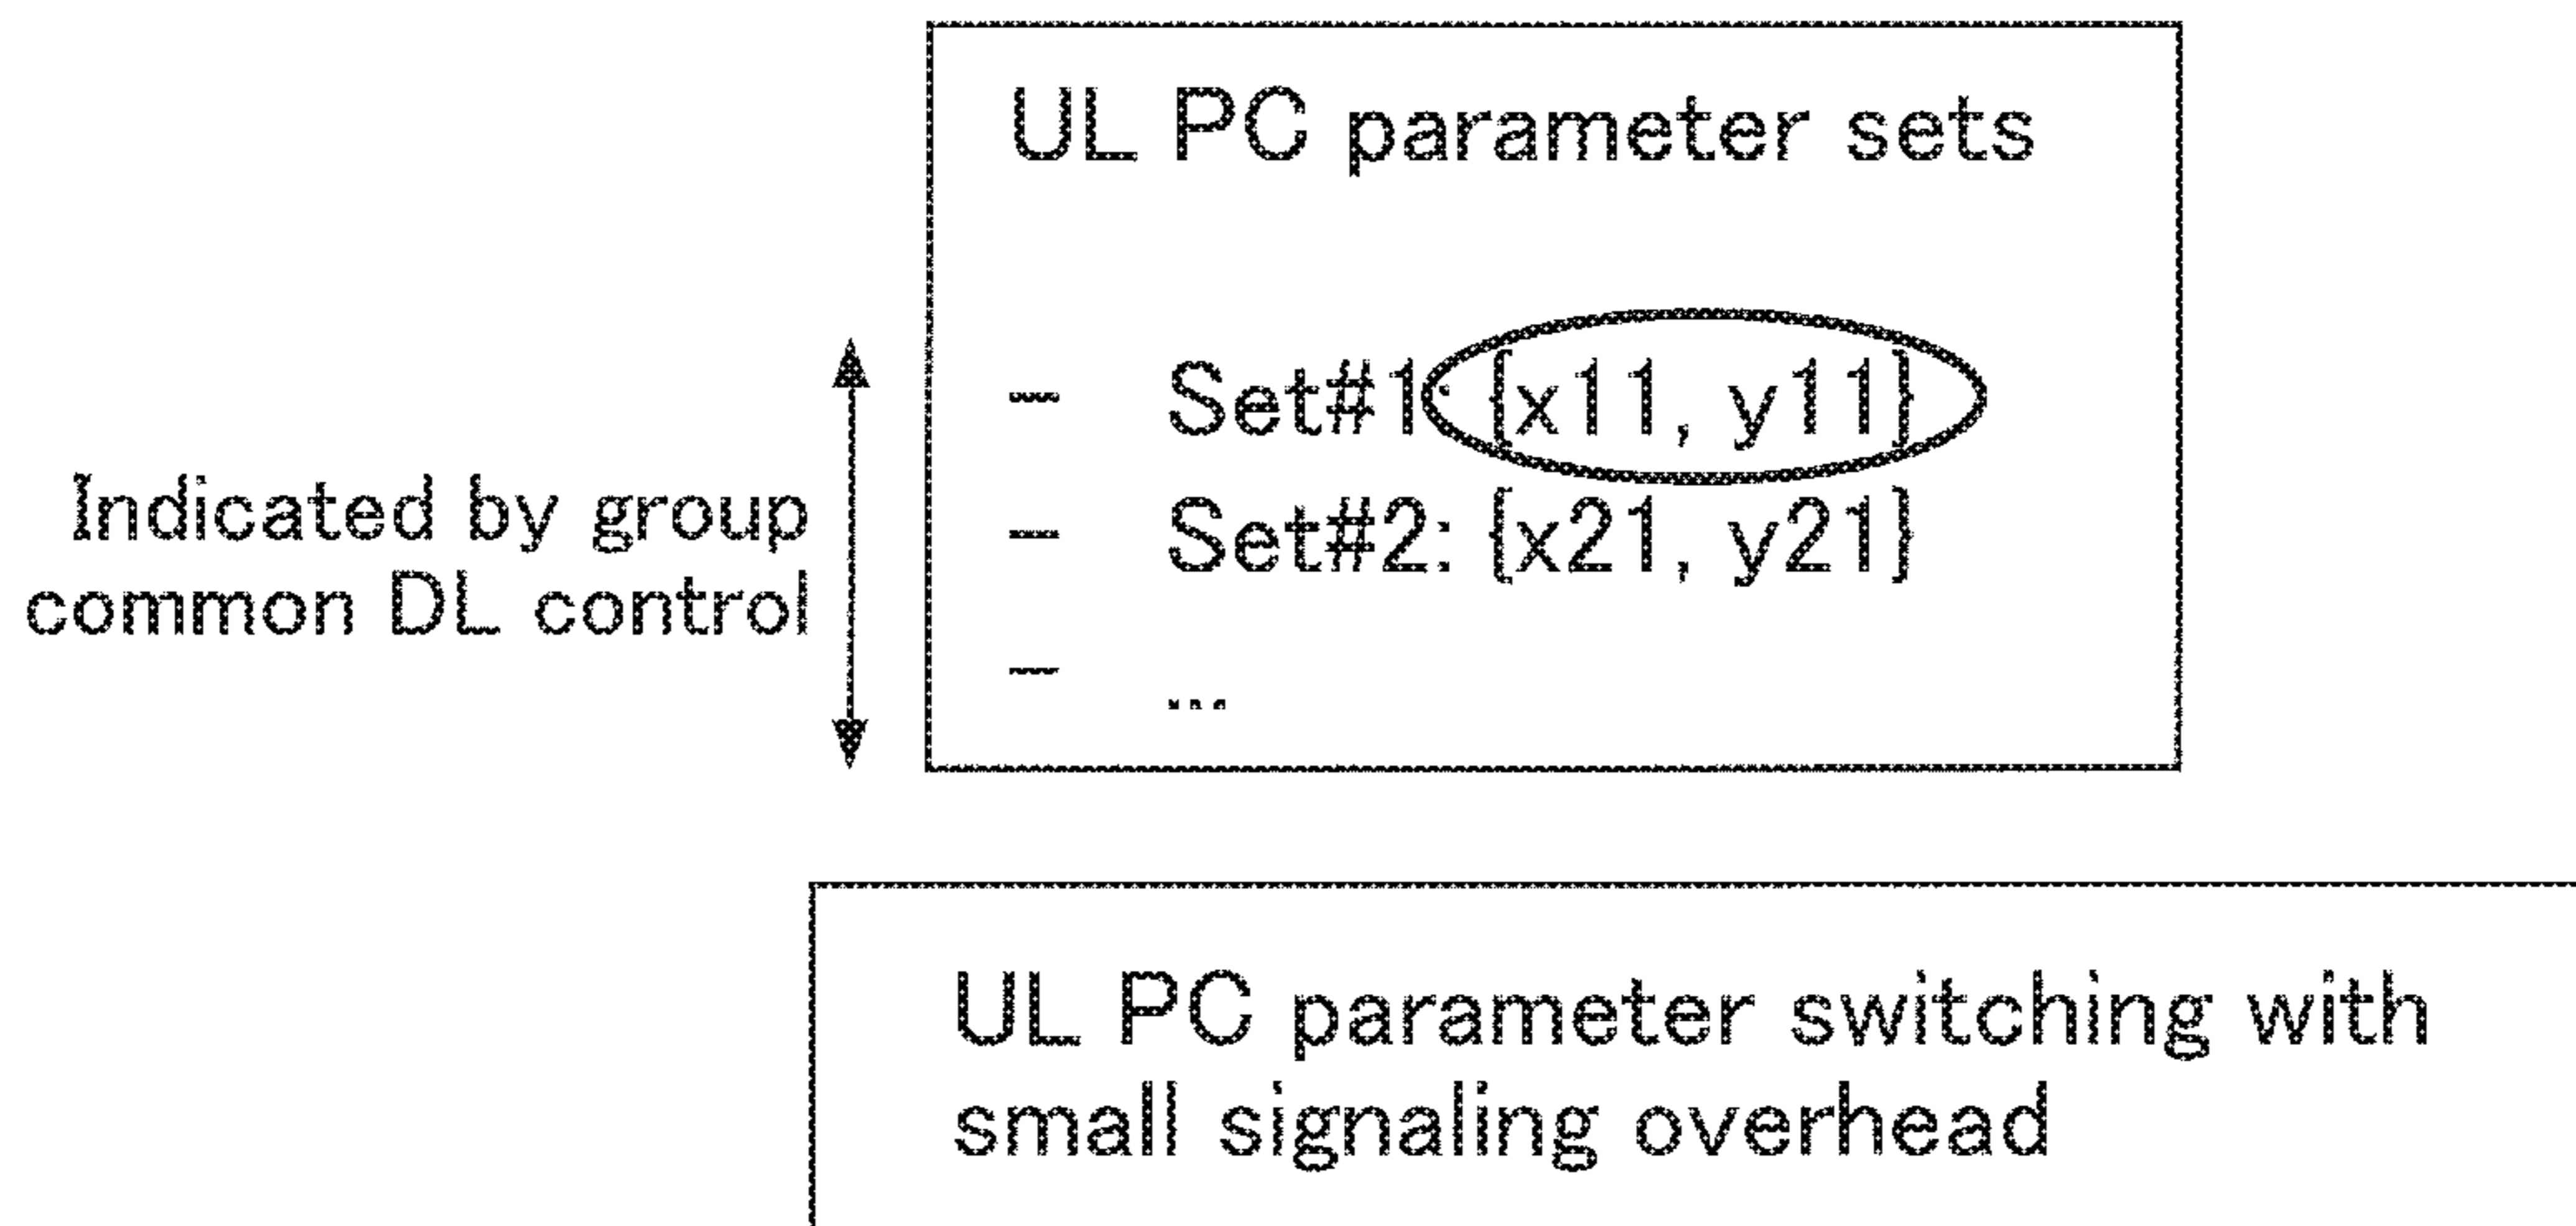 UL PC parameter sets
- Set#1: {x11, y11}
- Set#2: {x21, y21}
- ...
Indicated by group
common DL control
UL PC parameter switching with
small signaling overhead